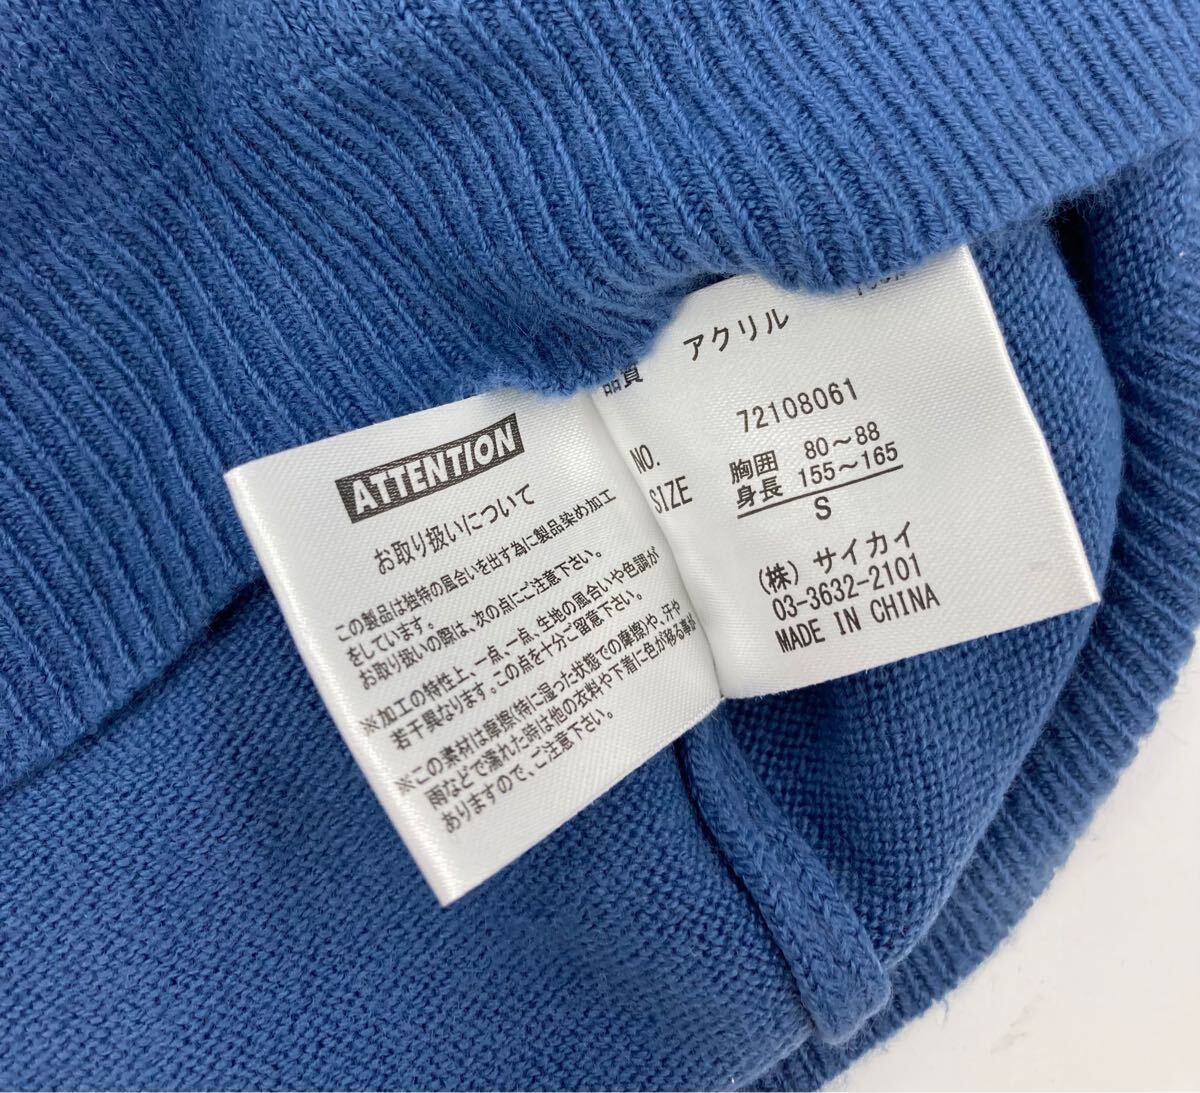 ATTENTION
お取り扱いについて
この製品は独特の風合いを出す為に製品染め加工
をしています。
お取り扱いの際は、次の点にご注意下さい。
※加工の特性上、一点、一点、生地の風合いや色調が
若干異なります。この点を十分ご留意下さい。
※この素材は摩擦(特に湿った状態での摩擦)や、汗や
雨などで濡れた時は他の衣料や下着に色が移る事が
ありますので、ご注意下さい。
品質 アクリル
NO. 72108061
SIZE 胸囲 80～88
身長 155～165
S
(株) サイカイ
03-3632-2101
MADE IN CHINA